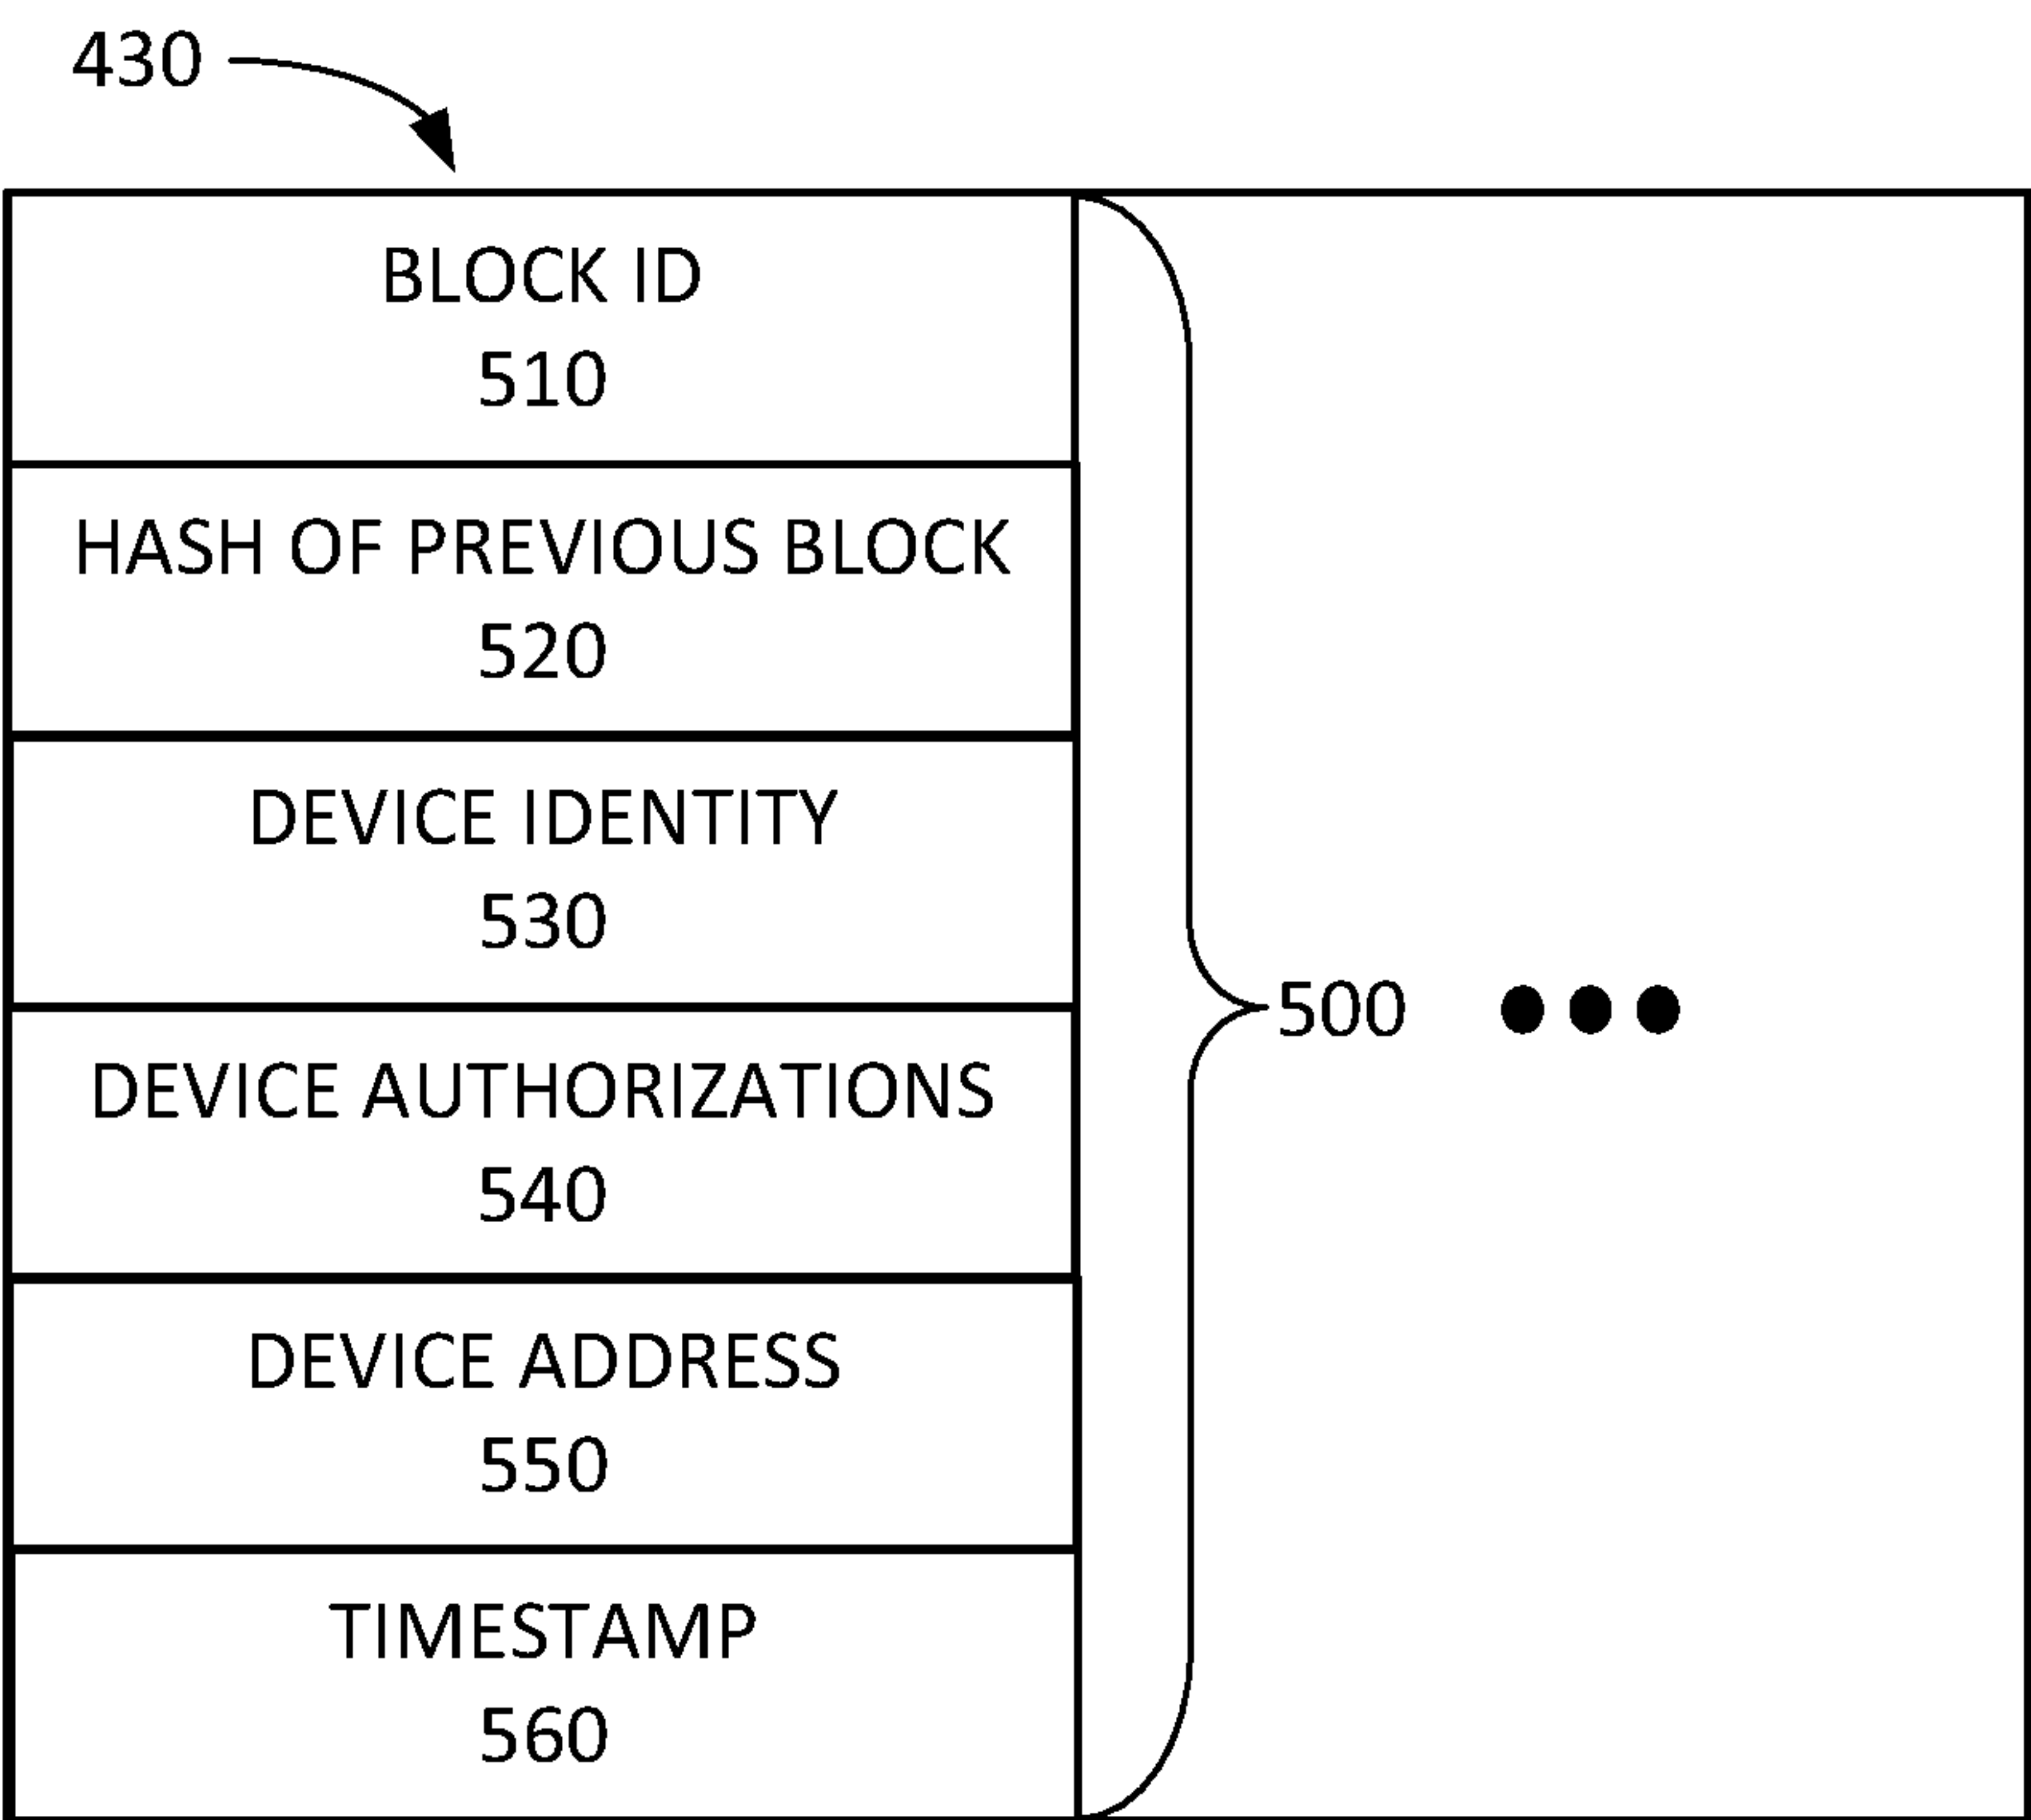 430
BLOCK ID
510
HASH OF PREVIOUS BLOCK
520
DEVICE IDENTITY
530
DEVICE AUTHORIZATIONS
540
DEVICE ADDRESS
550
TIMESTAMP
560
500